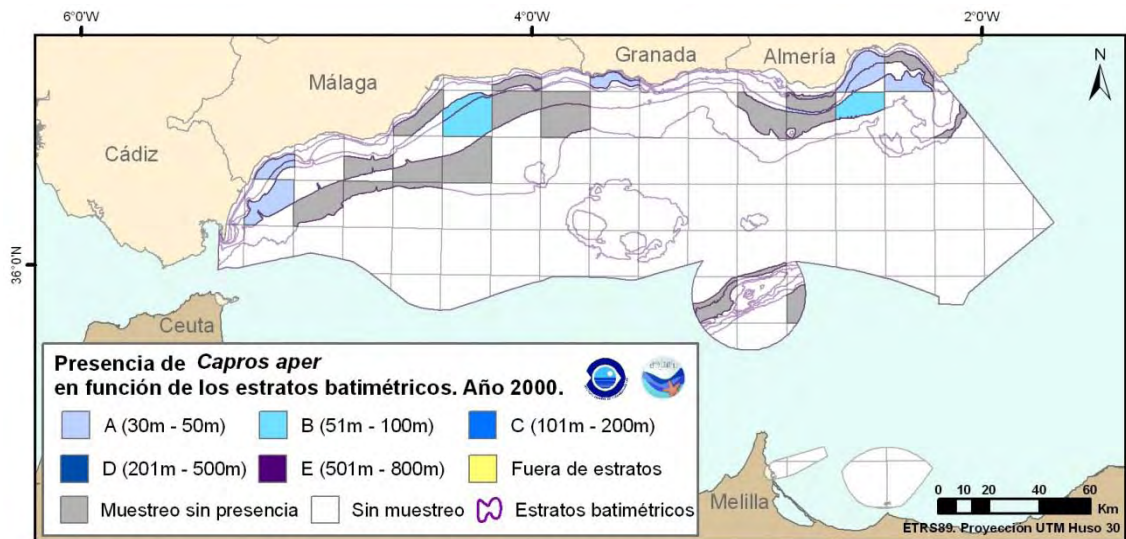 6°0'W 4°0'W 2°0'W
N
Granada Almería
Málaga
Cádiz
36°0'N
Ceuta
Presencia de Capros aper
en función de los estratos batimétricos. Año 2000.
A (30m - 50m) B (51m - 100m) C (101m - 200m)
D (201m - 500m) E (501m - 800m) Fuera de estratos
Muestreo sin presencia Sin muestreo Estratos batimétricos
Melilla
0 10 20 40 60
Km
ETRS89. Proyección UTM Huso 30